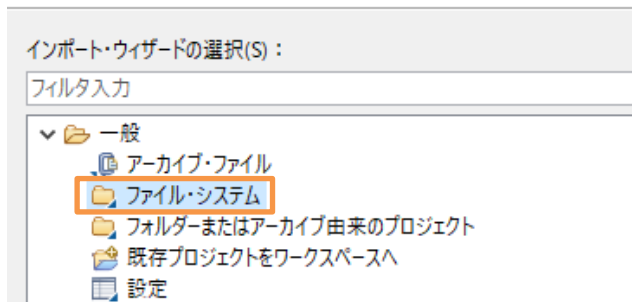 インポート・ウィザードの選択(S)：
フィルタ入力
一般
アーカイブ・ファイル
ファイル・システム
フォルダーまたはアーカイブ由来のプロジェクト
既存プロジェクトをワークスペースへ
設定